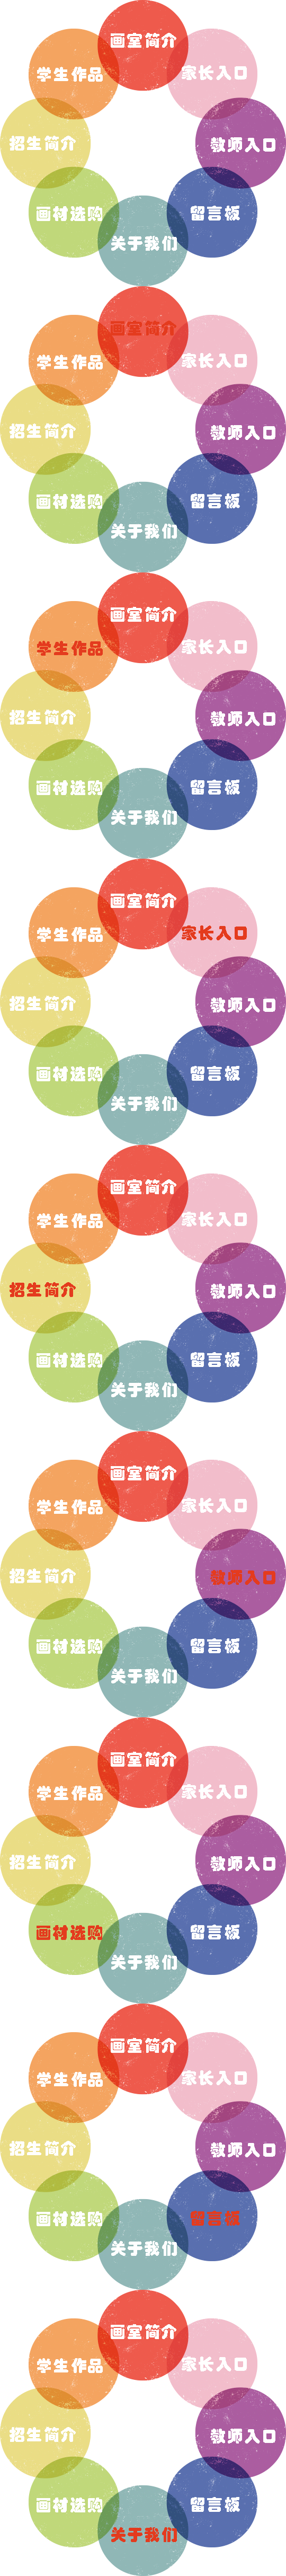 画室简介
学生作品
家长入口
招生简介
教师入口
画材选购
留言板
关于我们
画室简介
学生作品
家长入口
招生简介
教师入口
画材选购
留言板
关于我们
画室简介
学生作品
家长入口
招生简介
教师入口
画材选购
留言板
关于我们
画室简介
学生作品
家长入口
招生简介
教师入口
画材选购
留言板
关于我们
画室简介
学生作品
家长入口
招生简介
教师入口
画材选购
留言板
关于我们
画室简介
学生作品
家长入口
招生简介
教师入口
画材选购
留言板
关于我们
画室简介
学生作品
家长入口
招生简介
教师入口
画材选购
留言板
关于我们
画室简介
学生作品
家长入口
招生简介
教师入口
画材选购
留言板
关于我们
画室简介
学生作品
家长入口
招生简介
教师入口
画材选购
留言板
关于我们